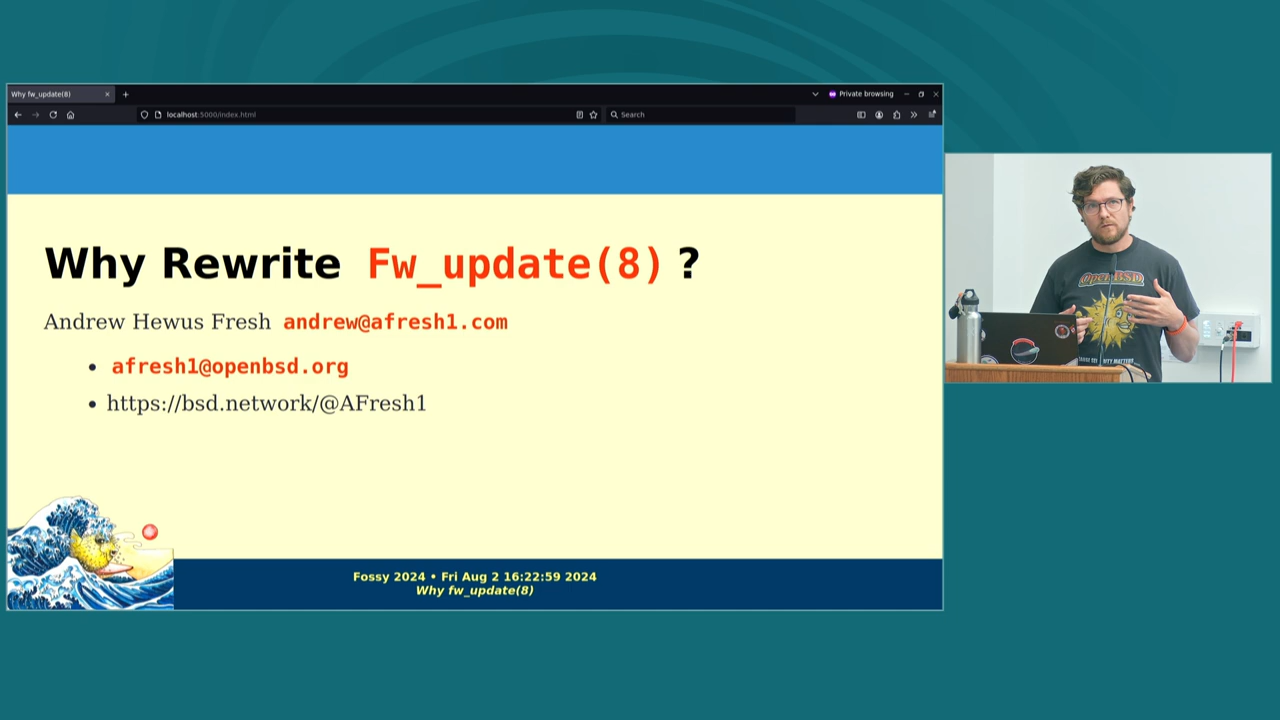 Why fw_update(8)
Private browsing
localhost:5000/index.html
Search
Why Rewrite Fw_update(8) ?
Andrew Hewus Fresh andrew@afresh1.com
• afresh1@openbsd.org
• https://bsd.network/@AFresh1
Fossy 2024 • Fri Aug 2 16:22:59 2024
Why fw_update(8)
OpenBSD